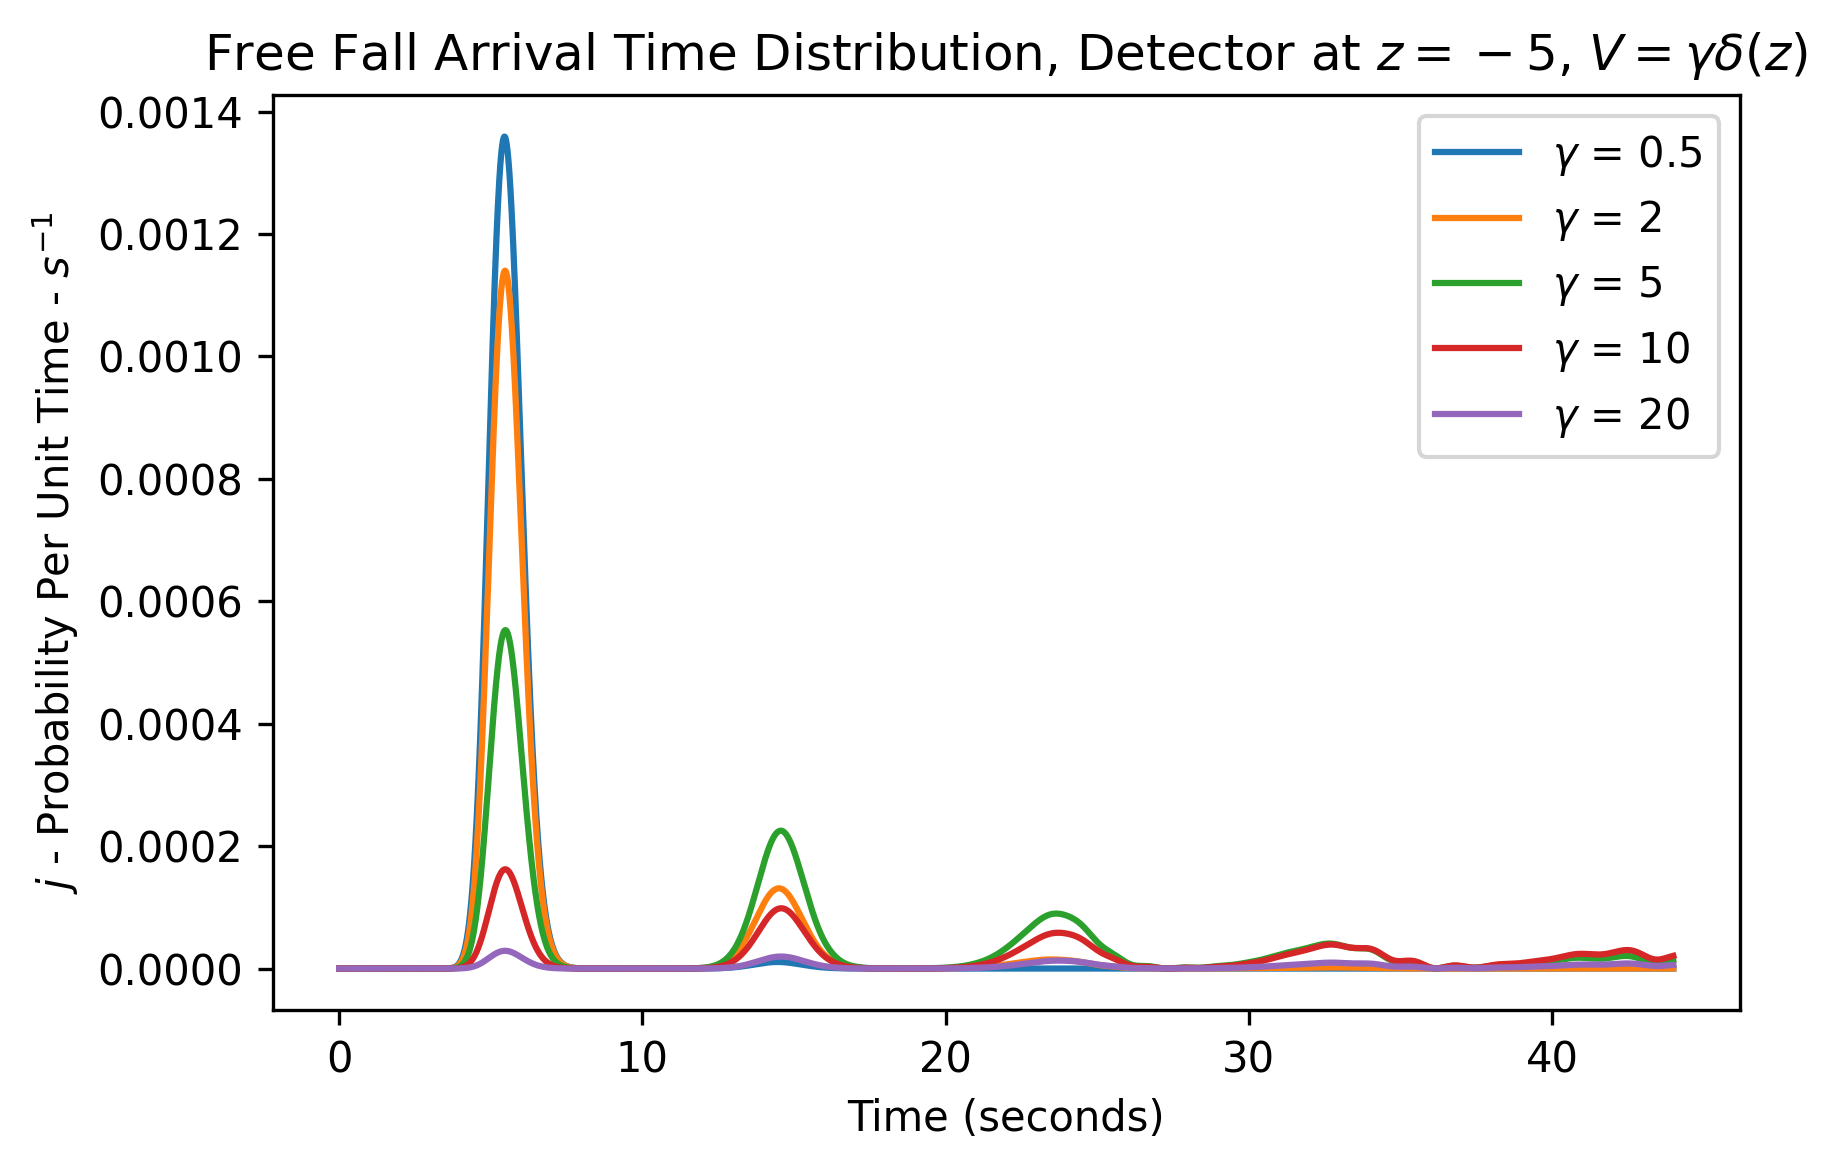 Free Fall Arrival Time Distribution, Detector at z = −5, V = γδ(z)
j - Probability Per Unit Time - s⁻¹
0.0014
0.0012
0.0010
0.0008
0.0006
0.0004
0.0002
0.0000
γ = 0.5
γ = 2
γ = 5
γ = 10
γ = 20
0 10 20 30 40
Time (seconds)